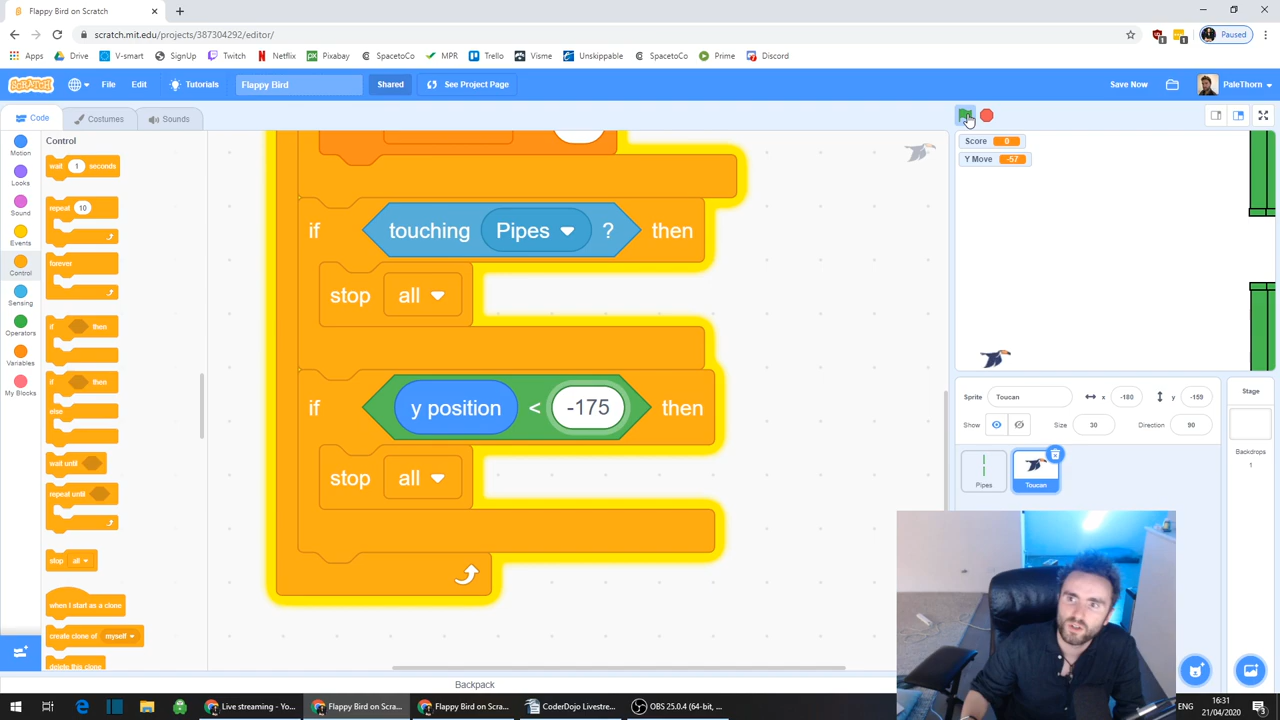 Flappy Bird on Scratch
scratch.mit.edu/projects/387304292/editor/
Paused
Apps Drive V-smart SignUp Twitch Netflix Pixabay SpacetoCo MPR Trello Visme Unskippable SpacetoCo Prime Discord
SCRATCH File Edit Tutorials Flappy Bird Shared See Project Page Save Now PaleThorn
Code Costumes Sounds
Motion
Looks
Sound
Events
Control
Sensing
Operators
Variables
My Blocks
Control
wait 1 seconds
repeat 10
forever
if then
if then
else
wait until
repeat until
stop all
when I start as a clone
create clone of myself
delete this clone
if touching Pipes ? then
stop all
if y position < -175 then
stop all
Score 0
Y Move -57
Sprite Toucan x -180 y -159
Show Size 30 Direction 90
Pipes
Toucan
Stage
Backdrops
1
Backpack
Live streaming - Yo...
Flappy Bird on Scra...
Flappy Bird on Scra...
CoderDojo Livestre...
OBS 25.0.4 (64-bit, ...
ENG
16:31
21/04/2020
3